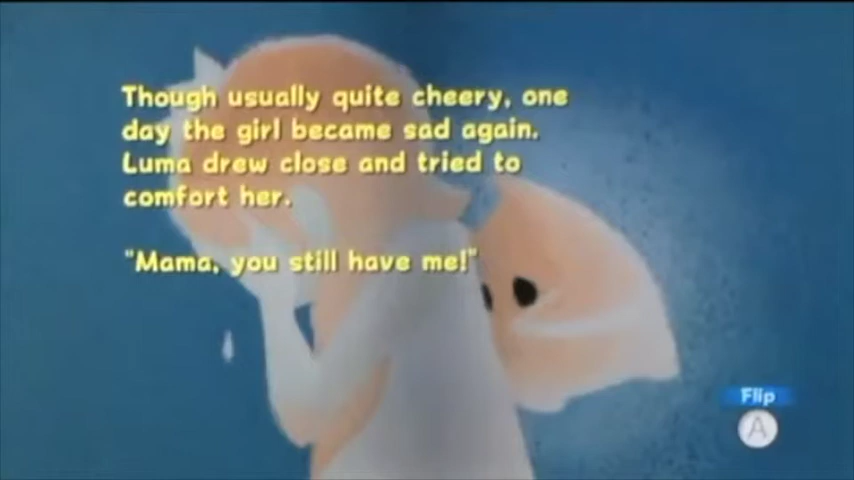 Though usually quite cheery, one
day the girl became sad again.
Luma drew close and tried to
comfort her.
"Mama, you still have me!"
Flip
A